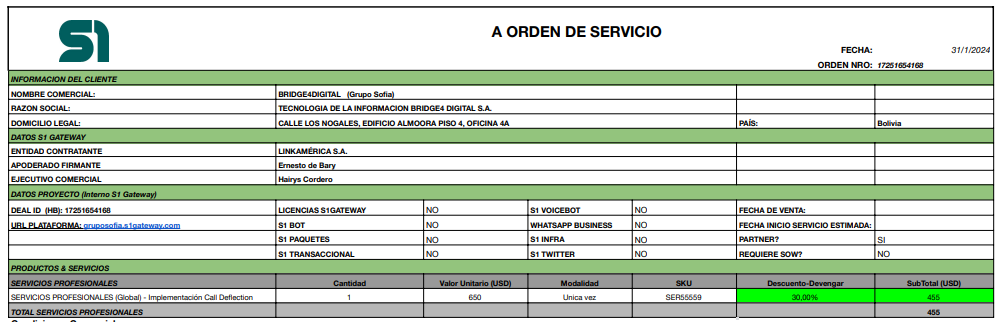 S1
A ORDEN DE SERVICIO
FECHA: 31/1/2024
ORDEN NRO: 17251654168
INFORMACION DEL CLIENTE
NOMBRE COMERCIAL: BRIDGE4DIGITAL (Grupo Sofia)
RAZON SOCIAL: TECNOLOGIA DE LA INFORMACION BRIDGE4 DIGITAL S.A.
DOMICILIO LEGAL: CALLE LOS NOGALES, EDIFICIO ALMOORA PISO 4, OFICINA 4A PAÍS: Bolivia
DATOS S1 GATEWAY
ENTIDAD CONTRATANTE LINKAMÉRICA S.A.
APODERADO FIRMANTE Ernesto de Bary
EJECUTIVO COMERCIAL Hairys Cordero
DATOS PROYECTO (Interno S1 Gateway)
DEAL ID (HB): 17251654168 LICENCIAS S1GATEWAY NO S1 VOICEBOT NO FECHA DE VENTA:
URL PLATAFORMA: gruposofia.s1gateway.com S1 BOT NO WHATSAPP BUSINESS NO FECHA INICIO SERVICIO ESTIMADA:
S1 PAQUETES NO S1 INFRA NO PARTNER? SI
S1 TRANSACCIONAL NO S1 TWITTER NO REQUIERE SOW? NO
PRODUCTOS & SERVICIOS
SERVICIOS PROFESIONALES Cantidad Valor Unitario (USD) Modalidad SKU Descuento-Devengar SubTotal (USD)
SERVICIOS PROFESIONALES (Global) - Implementación Call Deflection 1 650 Unica vez SER55559 30,00% 455
TOTAL SERVICIOS PROFESIONALES 455